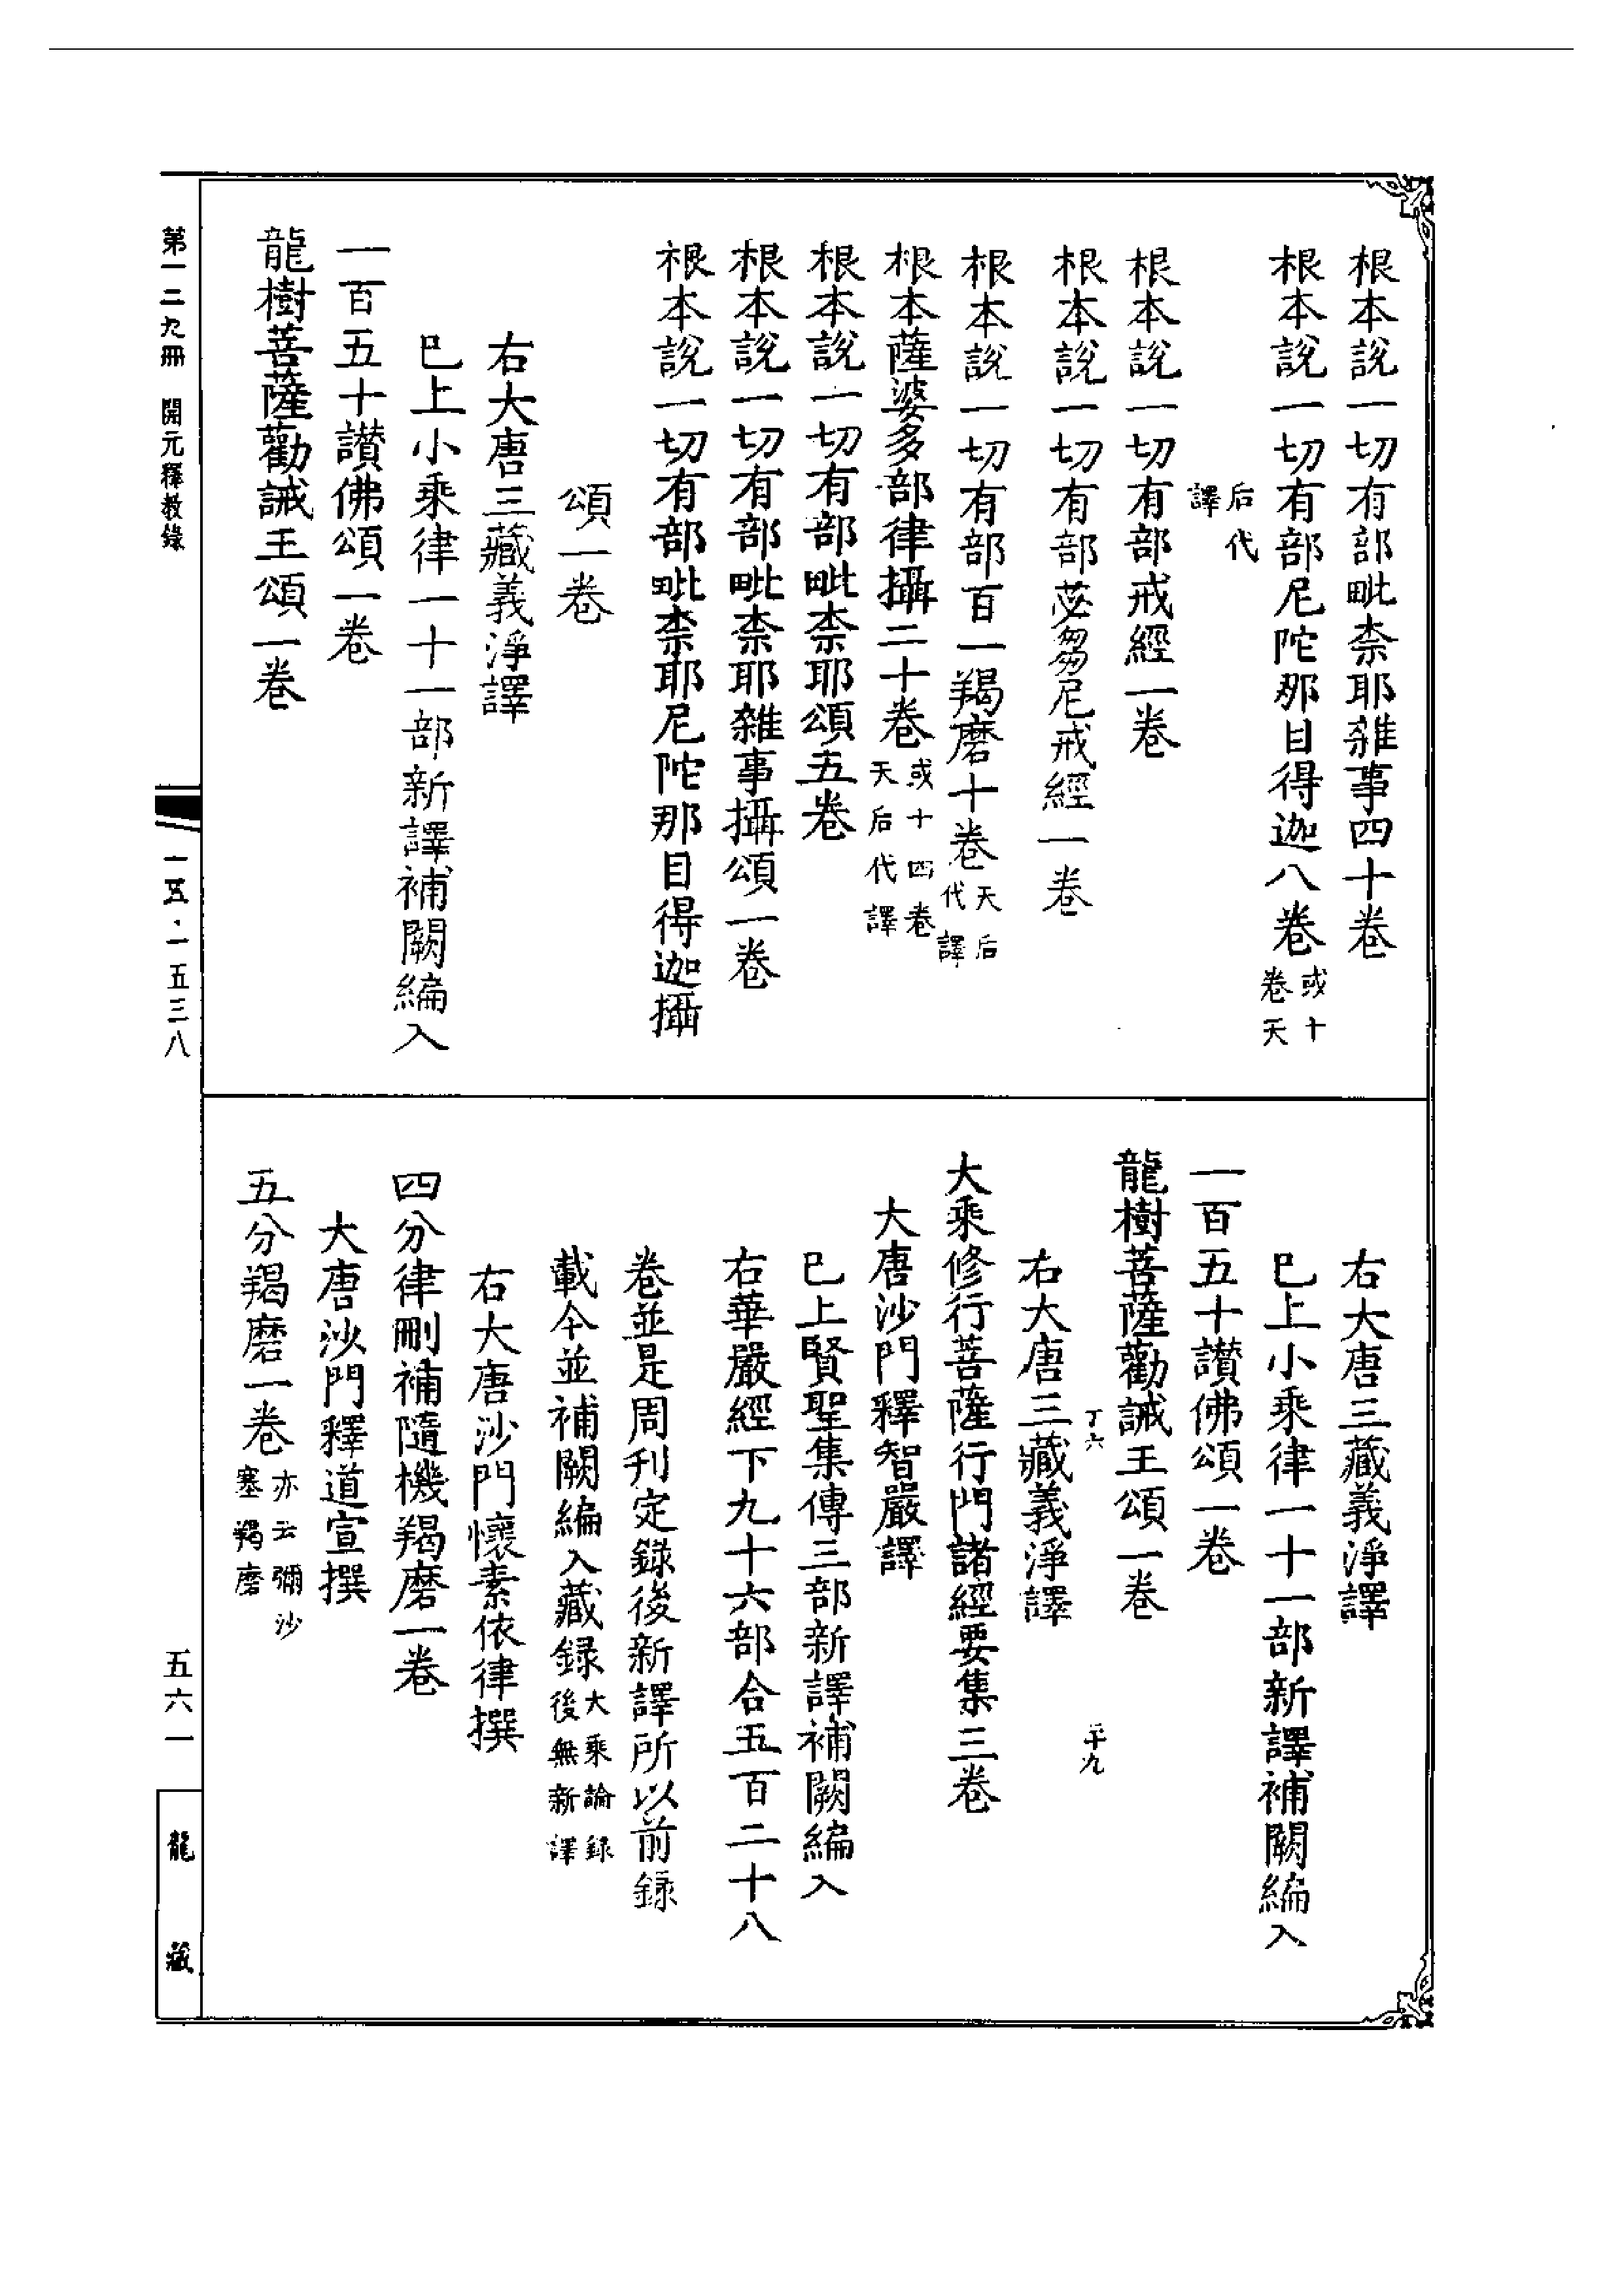 根本說一切有部毗柰耶雜事四十卷
根本說一切有部尼陀那目得迦八卷或十卷天
后代譯
根本說一切有部戒經一卷
根本說一切有部苾芻尼戒經一卷
根本說一切有部百一羯磨十卷天后代譯
根本薩婆多部律攝二十卷或十四卷天后代譯
根本說一切有部毗柰耶頌五卷
根本說一切有部毗柰耶雜事攝頌一卷
根本說一切有部毗柰耶尼陀那目得迦攝
頌一卷
右大唐三藏義淨譯
巳上小乘律一十一部新譯補闕編入
一百五十讃佛頌一卷
龍樹菩薩勸誡王頌一卷
右大唐三藏義淨譯
巳上小乘律一十一部新譯補闕編入
一百五十讃佛頌一卷
龍樹菩薩勸誡王頌一卷
丁六
二十九
右大唐三藏義淨譯
大乘修行菩薩行門諸經要集三卷
大唐沙門釋智嚴譯
巳上賢聖集傳三部新譯補闕編入
右華嚴經下九十六部合五百二十八
卷並是周刋定録後新譯所以前録
載今並補闕編入藏録大乘論録後無新譯
右大唐沙門懷素依律撰
四分律刪補隨機羯磨一卷
大唐沙門釋道宣撰
五分羯磨一卷亦云彌沙塞羯磨
第一二九冊 開元釋教錄
一一五·一五三八
五六一
龍藏